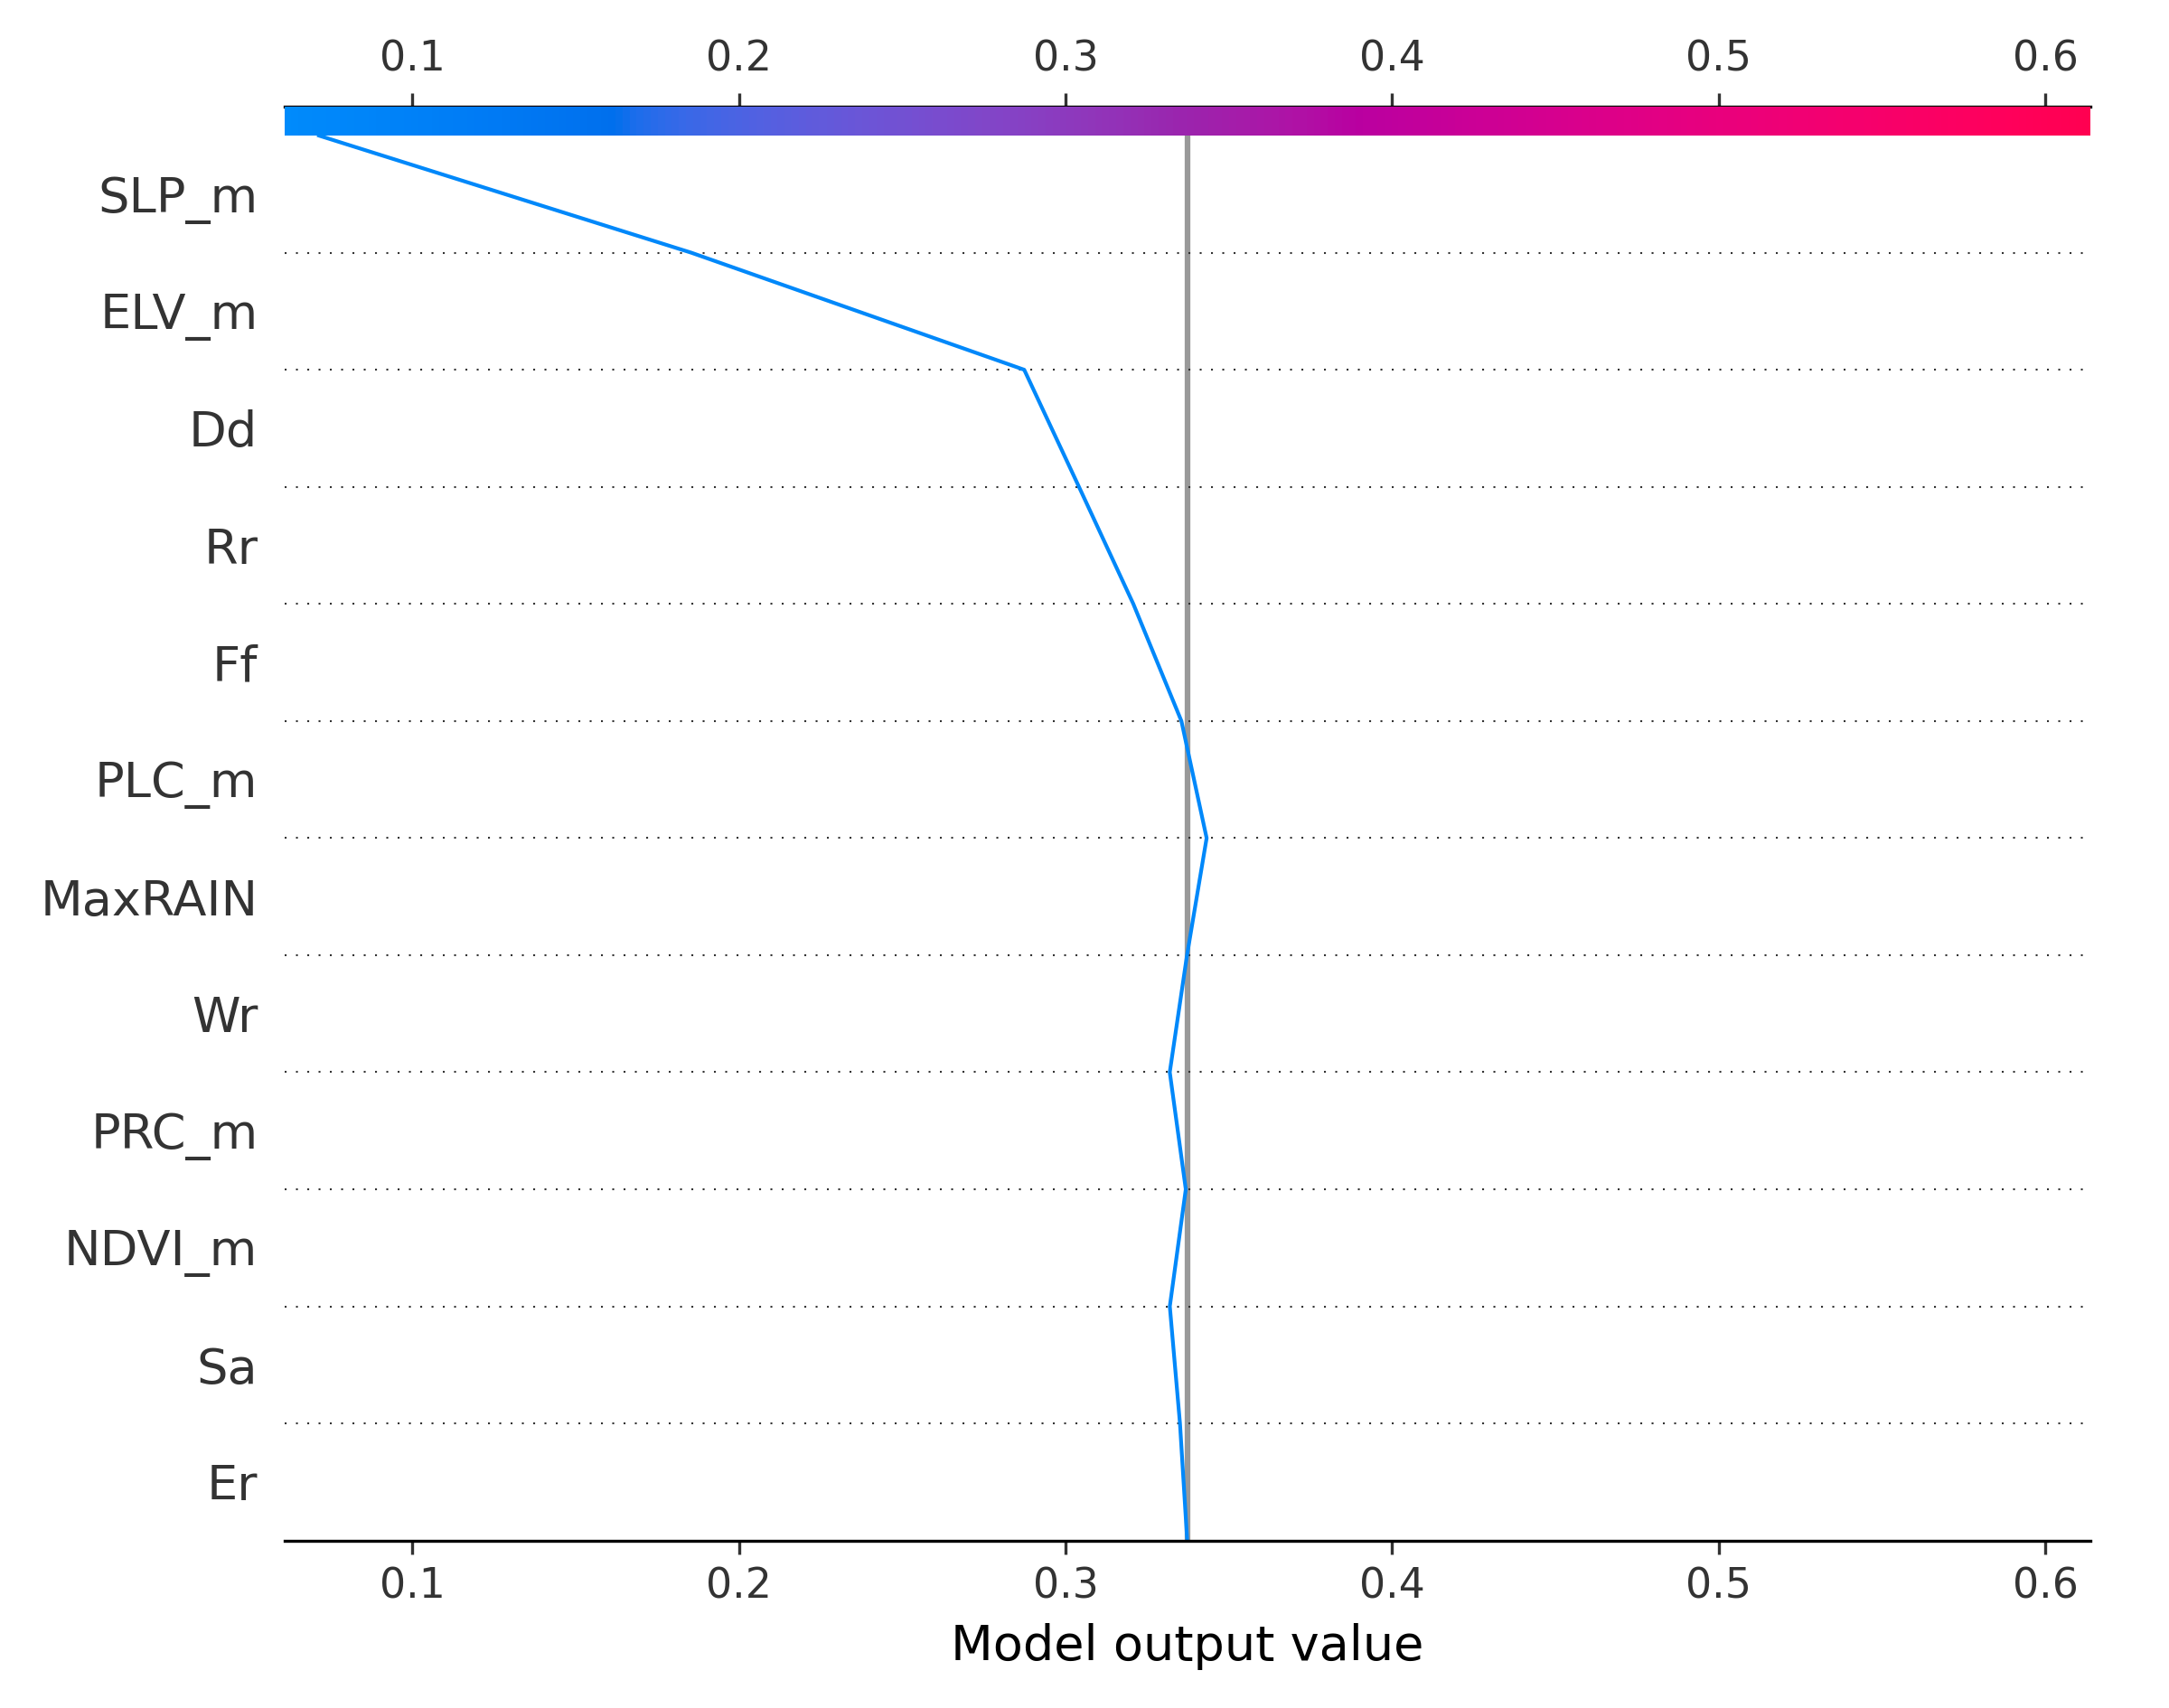 0.1 0.2 0.3 0.4 0.5 0.6
SLP_m
ELV_m
Dd
Rr
Ff
PLC_m
MaxRAIN
Wr
PRC_m
NDVI_m
Sa
Er
0.1 0.2 0.3 0.4 0.5 0.6
Model output value